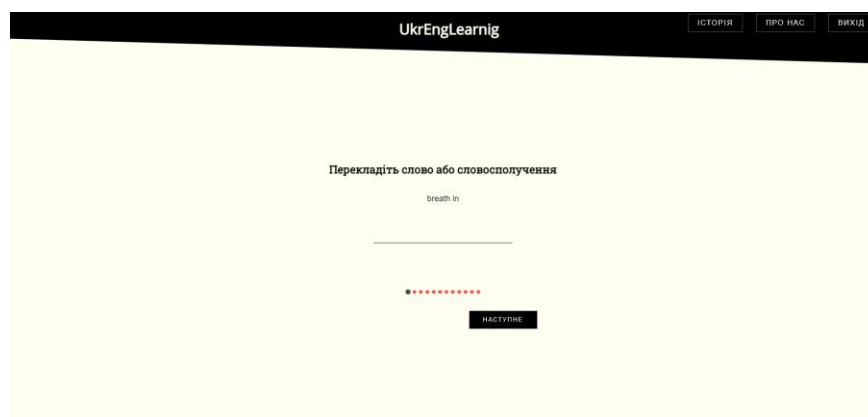 UkrEngLearnig
ІСТОРІЯ
ПРО НАС
ВИХІД
Перекладіть слово або словосполучення
breath in
НАСТУПНЕ